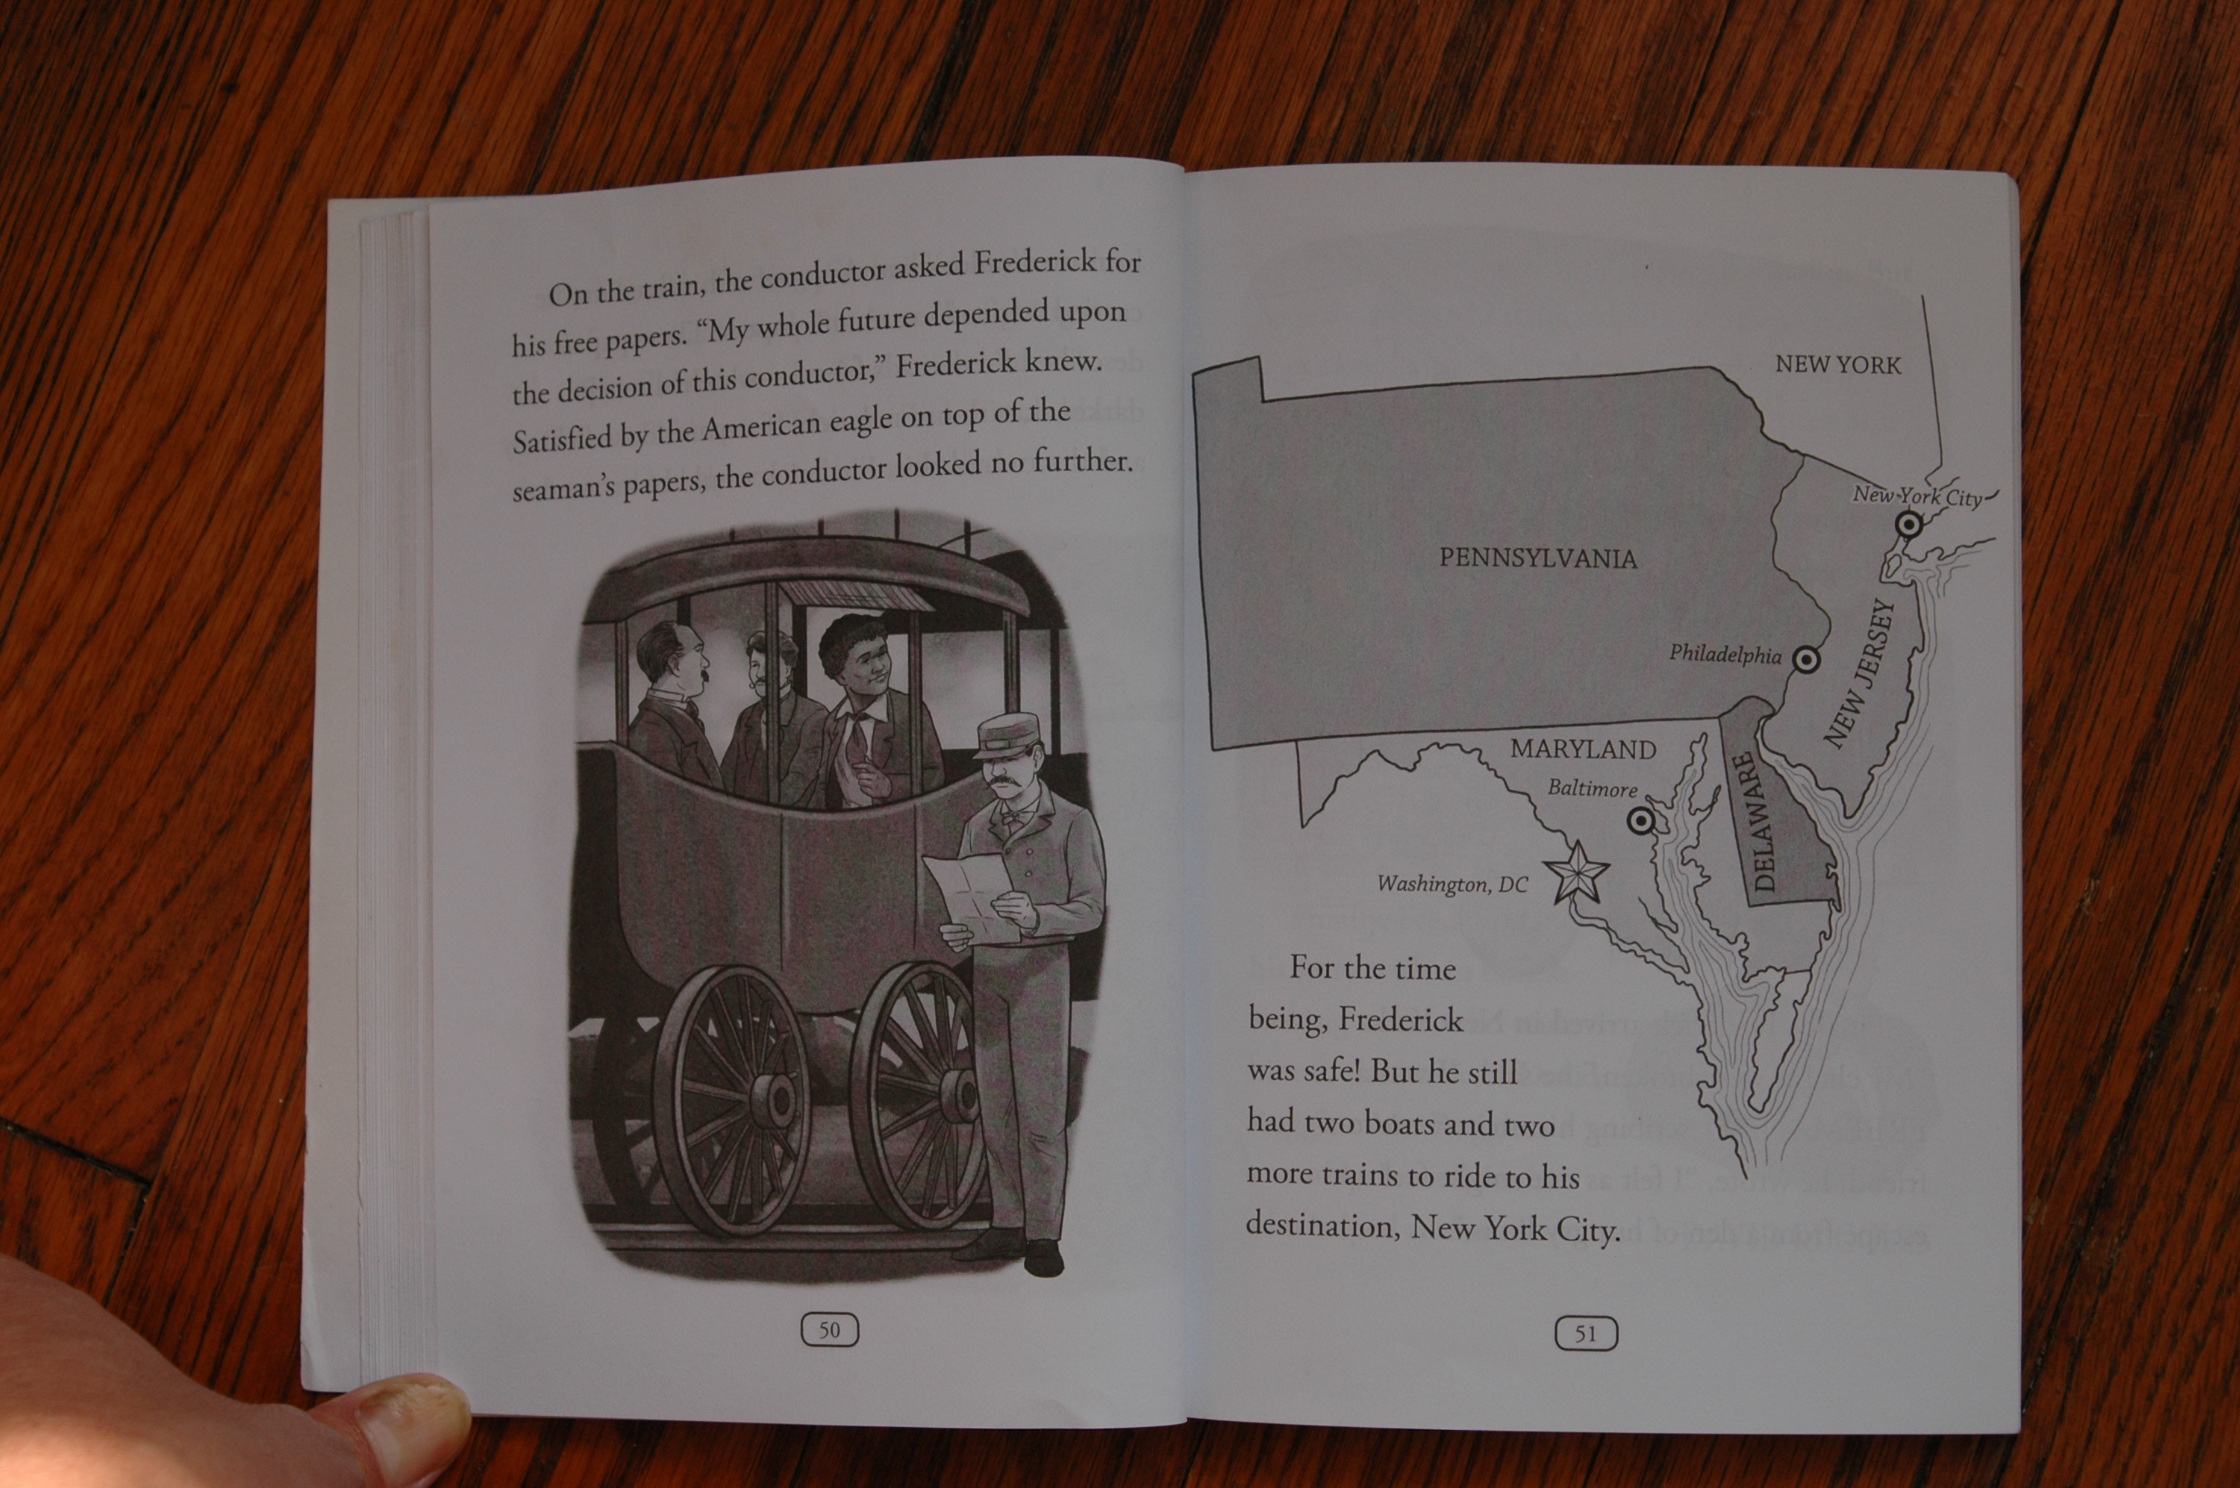 On the train, the conductor asked Frederick for
his free papers. “My whole future depended upon
the decision of this conductor,” Frederick knew.
Satisfied by the American eagle on top of the
seaman’s papers, the conductor looked no further.
50
NEW YORK
New York City
NEW JERSEY
PENNSYLVANIA
Philadelphia
DELAWARE
MARYLAND
Baltimore
Washington, DC
For the time
being, Frederick
was safe! But he still
had two boats and two
more trains to ride to his
destination, New York City.
51